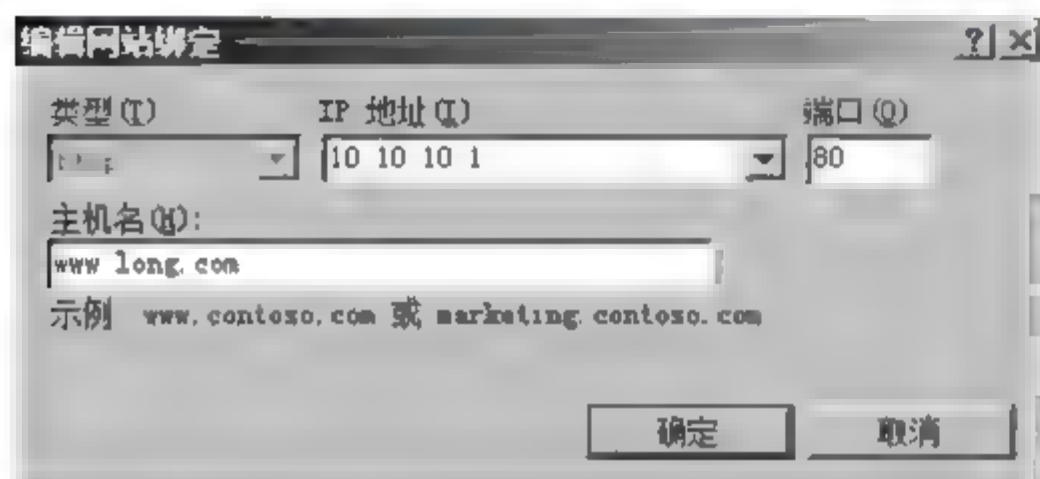 编辑网站绑定
类型(T) IP 地址(I) 端口(O)
10 10 10 1 80
主机名(H):
www long.com
示例 www.contoso.com 或 marketing.contoso.com
确定 取消